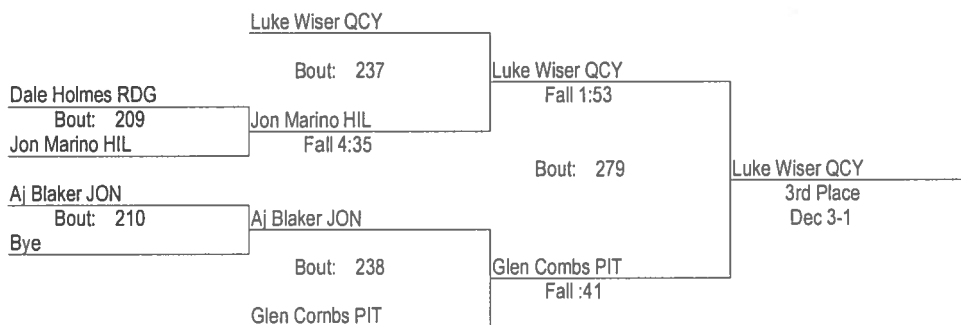 Luke Wiser QCY
Bout: 237
Luke Wiser QCY
Fall 1:53
Dale Holmes RDG
Bout: 209
Jon Marino HIL
Jon Marino HIL
Fall 4:35
Bout: 279
Luke Wiser QCY
3rd Place
Dec 3-1
Aj Blaker JON
Bout: 210
Bye
Aj Blaker JON
Bout: 238
Glen Combs PIT
Fall :41
Glen Combs PIT